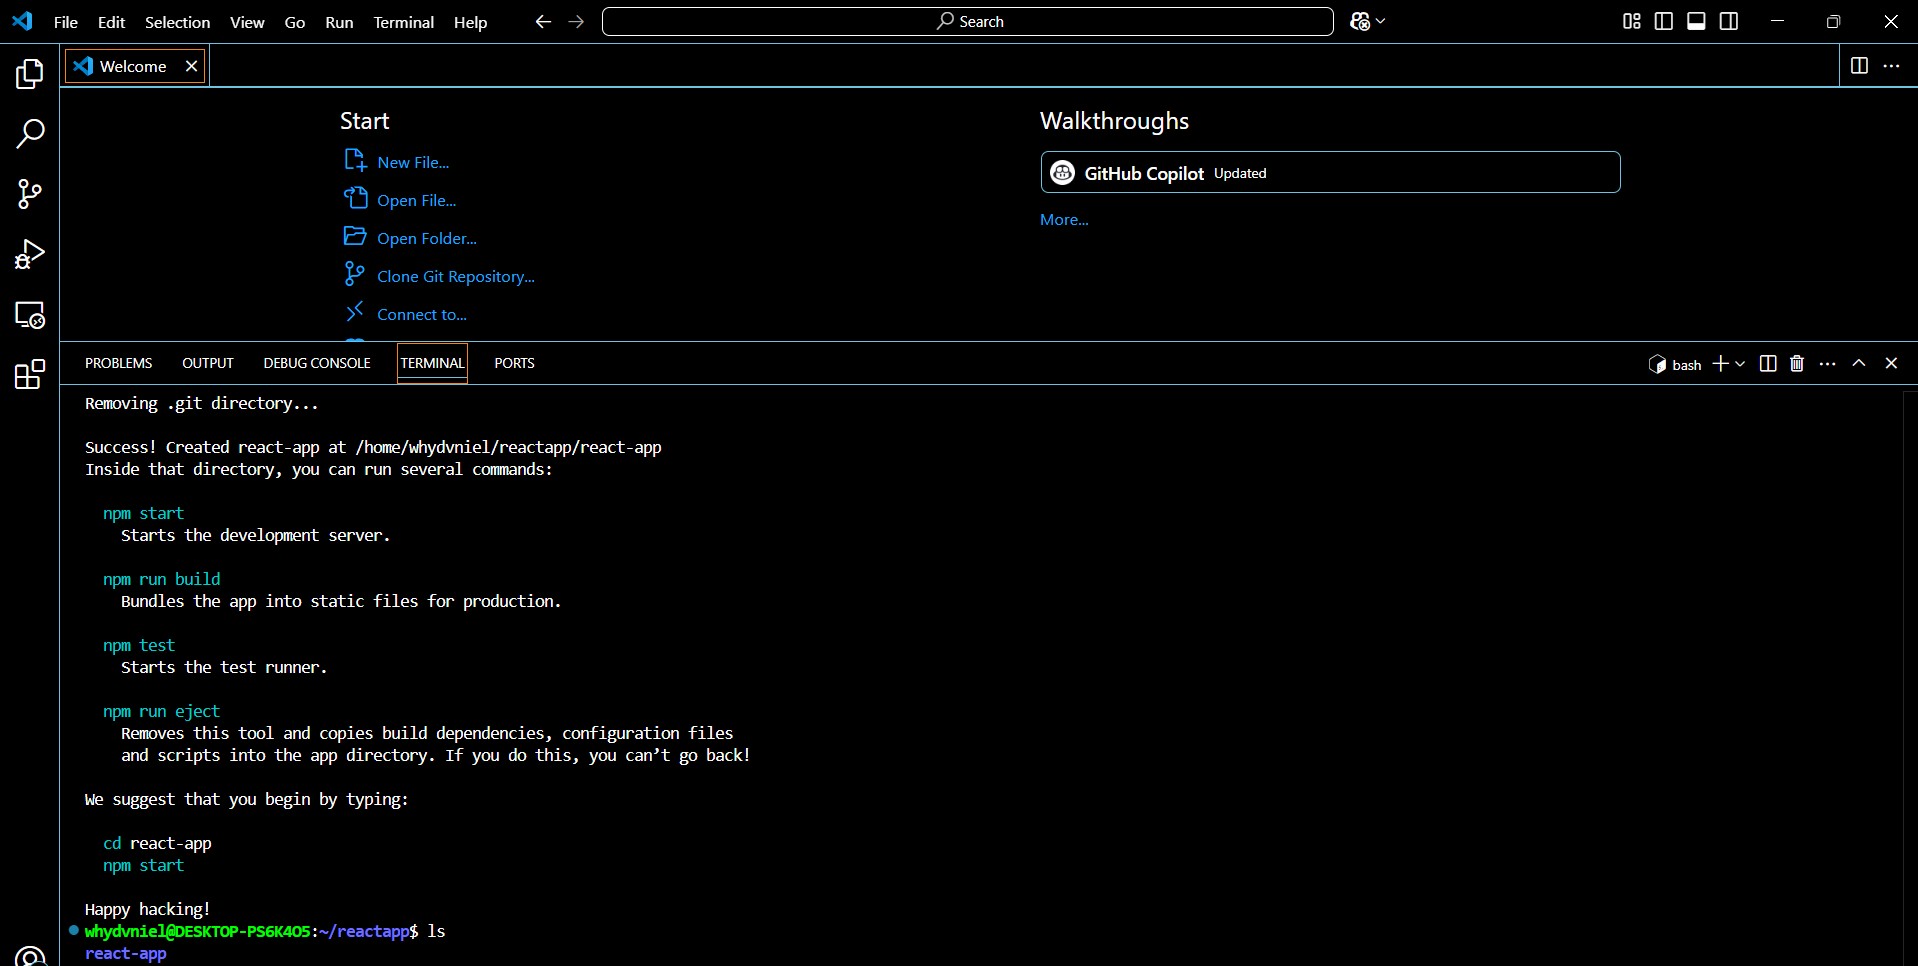 File Edit Selection View Go Run Terminal Help Search
Welcome
Start
New File...
Open File...
Open Folder...
Clone Git Repository...
Connect to...
Walkthroughs
GitHub Copilot Updated
More...
PROBLEMS OUTPUT DEBUG CONSOLE TERMINAL PORTS bash
Removing .git directory...
Success! Created react-app at /home/whydvniel/reactapp/react-app
Inside that directory, you can run several commands:
npm start
Starts the development server.
npm run build
Bundles the app into static files for production.
npm test
Starts the test runner.
npm run eject
Removes this tool and copies build dependencies, configuration files
and scripts into the app directory. If you do this, you can’t go back!
We suggest that you begin by typing:
cd react-app
npm start
Happy hacking!
whydvniel@DESKTOP-PS6K4O5:~/reactapp$ ls
react-app